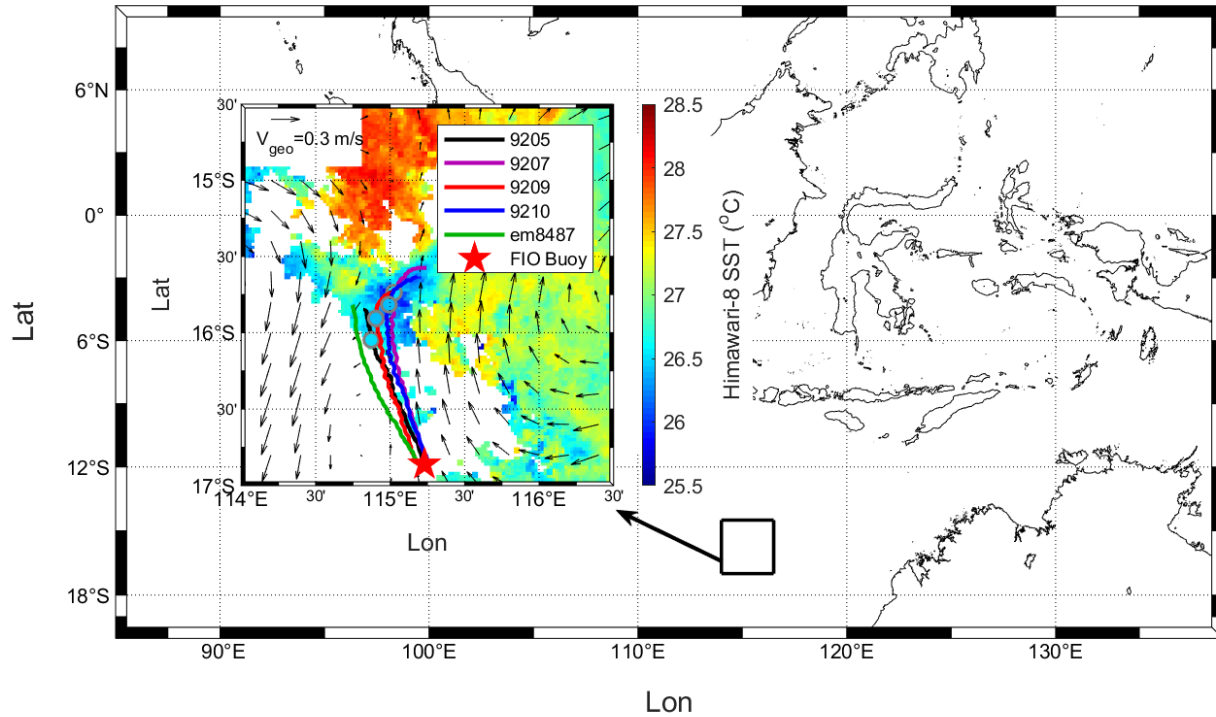 6°N
0°
6°S
12°S
18°S
90°E
100°E
110°E
120°E
130°E
Lat
Lon
30'
15°S
30'
16°S
30'
17°S
114°E
30'
115°E
30'
116°E
30'
Lat
Lon
V_geo=0.3 m/s
9205
9207
9209
9210
em8487
FIO Buoy
28.5
28
27.5
27
26.5
26
25.5
Himawari-8 SST (°C)